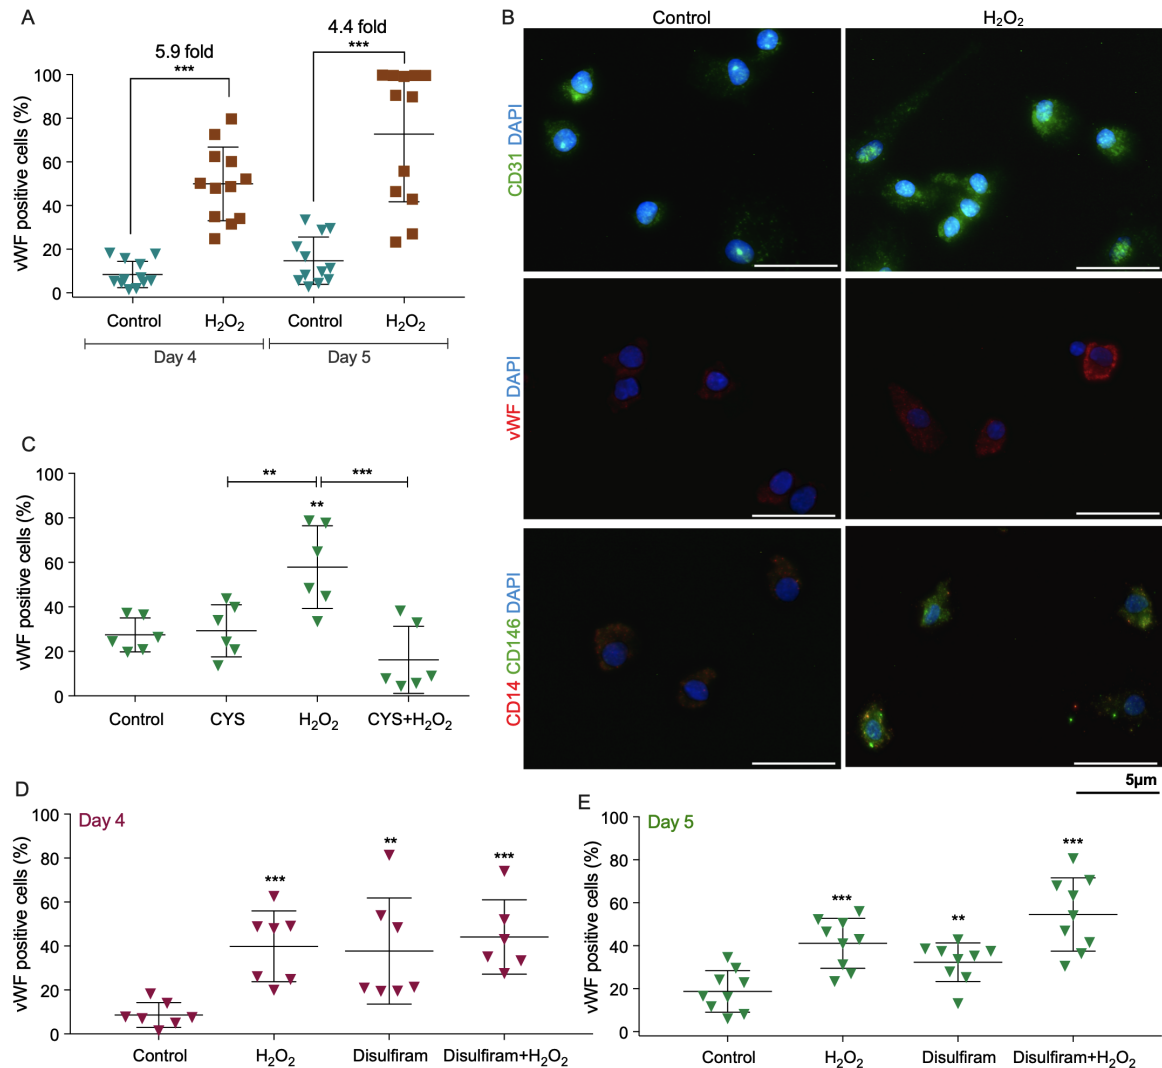 A
5.9 fold
***
4.4 fold
***
vWF positive cells (%)
100
80
60
40
20
0
Control
H₂O₂
Control
H₂O₂
Day 4
Day 5
B
Control
H₂O₂
CD31 DAPI
vWF DAPI
CD14 CD146 DAPI
5µm
C
vWF positive cells (%)
100
80
60
40
20
0
**
***
**
Control
CYS
H₂O₂
CYS+H₂O₂
D
Day 4
vWF positive cells (%)
100
80
60
40
20
0
***
**
***
Control
H₂O₂
Disulfiram
Disulfiram+H₂O₂
E
Day 5
vWF positive cells (%)
100
80
60
40
20
0
***
**
***
Control
H₂O₂
Disulfiram
Disulfiram+H₂O₂